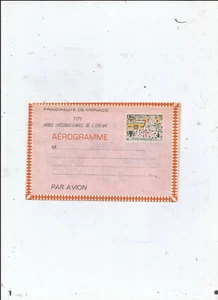 PRINCIPAUTE DE MONACO
1979
ANNEE INTERNATIONALE DE L'ENFANT
AÉROGRAMME
M
PAR AVION